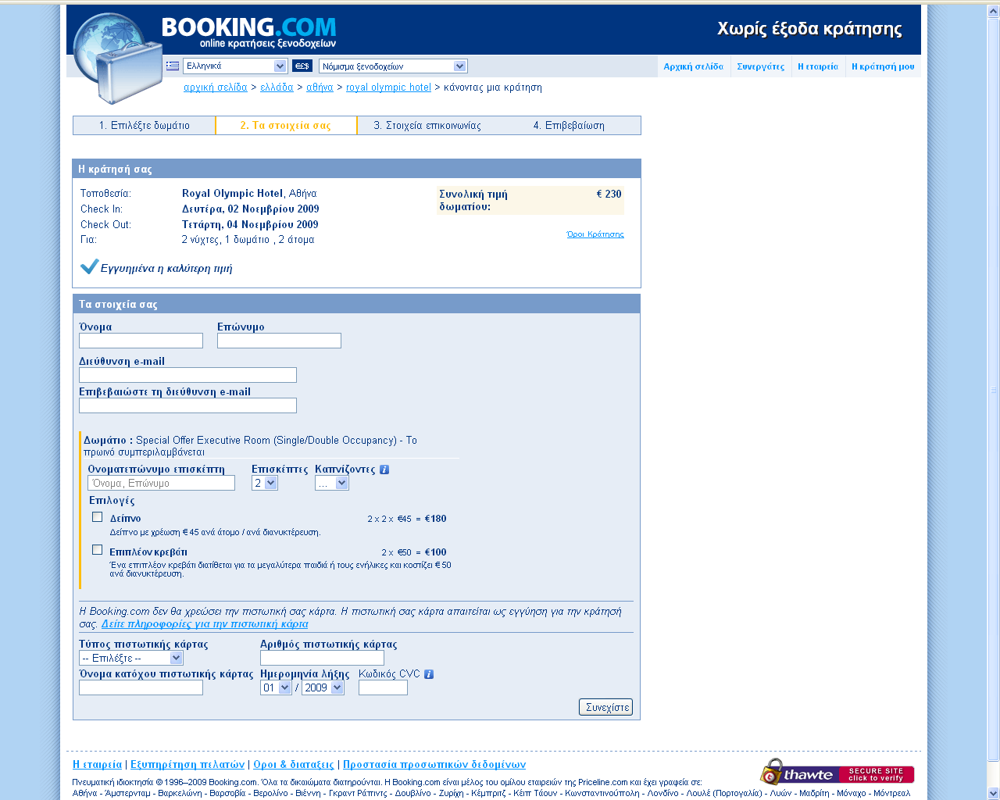 BOOKING.COM
online κρατήσεις ξενοδοχείων
Χωρίς έξοδα κράτησης
Ελληνικά €£$ Νόμισμα ξενοδοχείων
Αρχική σελίδα Συνεργάτες Η εταιρεία Η κράτησή μου
αρχική σελίδα > ελλάδα > αθήνα > royal olympic hotel > κάνοντας μια κράτηση
1. Επιλέξτε δωμάτιο 2. Τα στοιχεία σας 3. Στοιχεία επικοινωνίας 4. Επιβεβαίωση
Η κράτησή σας
Τοποθεσία: Royal Olympic Hotel, Αθήνα
Check In: Δευτέρα, 02 Νοεμβρίου 2009
Check Out: Τετάρτη, 04 Νοεμβρίου 2009
Για: 2 νύχτες, 1 δωμάτιο , 2 άτομα
Συνολική τιμή € 230
δωματίου:
Όροι Κράτησης
Εγγυημένα η καλύτερη τιμή
Τα στοιχεία σας
Όνομα Επώνυμο
Διεύθυνση e-mail
Επιβεβαιώστε τη διεύθυνση e-mail
Δωμάτιο : Special Offer Executive Room (Single/Double Occupancy) - Το
πρωινό συμπεριλαμβάνεται
Ονοματεπώνυμο επισκέπτη Επισκέπτες Καπνίζοντες i
Όνομα, Επώνυμο 2 ...
Επιλογές
Δείπνο 2 x 2 x €45 = €180
Δείπνο με χρέωση € 45 ανά άτομο / ανά διανυκτέρευση.
Επιπλέον κρεβάτι 2 x €50 = €100
Ένα επιπλέον κρεβάτι διατίθεται για τα μεγαλύτερα παιδιά ή τους ενήλικες και κοστίζει € 50
ανά διανυκτέρευση.
Η Booking.com δεν θα χρεώσει την πιστωτική σας κάρτα. Η πιστωτική σας κάρτα απαιτείται ως εγγύηση για την κράτησή
σας. Δείτε πληροφορίες για την πιστωτική κάρτα
Τύπος πιστωτικής κάρτας Αριθμός πιστωτικής κάρτας
-- Επιλέξτε --
Όνομα κατόχου πιστωτικής κάρτας Ημερομηνία λήξης Κωδικός CVC i
01 / 2009
Συνεχίστε
Η εταιρεία | Εξυπηρέτηση πελατών | Οροι & διαταξεις | Προστασία προσωπικών δεδομένων
Πνευματική ιδιοκτησία © 1996–2009 Booking.com. Όλα τα δικαιώματα διατηρούνται. Η Booking.com είναι μέλος του ομίλου εταιρειών της Priceline.com και έχει γραφεία σε:
Αθήνα - Άμστερνταμ - Βαρκελώνη - Βαρσοβία - Βερολίνο - Βιέννη - Γκραντ Ράπιντς - Δουβλίνο - Ζυρίχη - Κέμπριτζ - Κέιπ Τάουν - Κωνσταντινούπολη - Λονδίνο - Λουλέ (Πορτογαλία) - Λυών - Μαδρίτη - Μόναχο - Μόντρεαλ
thawte SECURE SITE
click to verify